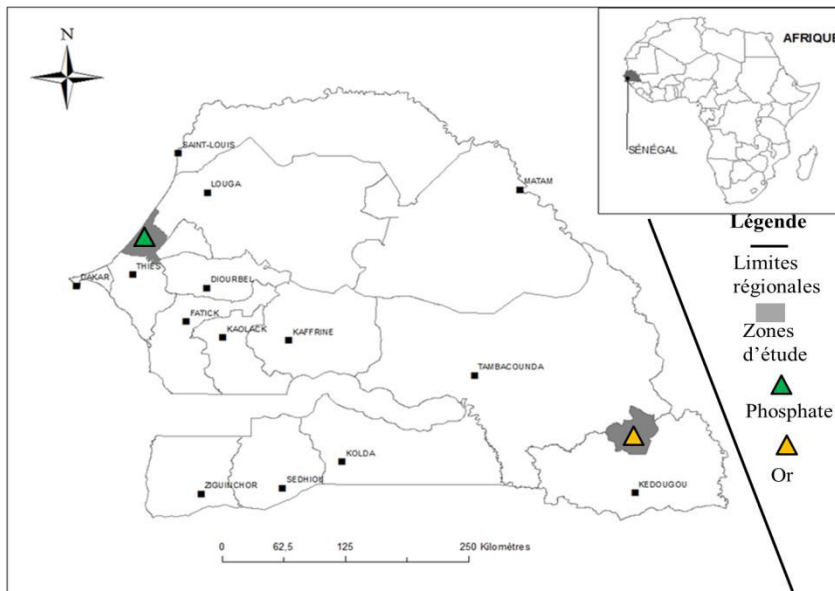 N
AFRIQUE
SÉNÉGAL
SAINT-LOUIS
LOUGA
MATAM
DAKAR
THIES
DIOURBEL
FATICK
KAOLACK
KAFFRINE
TAMBACOUNDA
KOLDA
SEDHION
ZIGUINCHOR
KEDOUGOU
0 62.5 125 250 Kilomètres
Légende
Limites
régionales
Zones
d'étude
Phosphate
Or